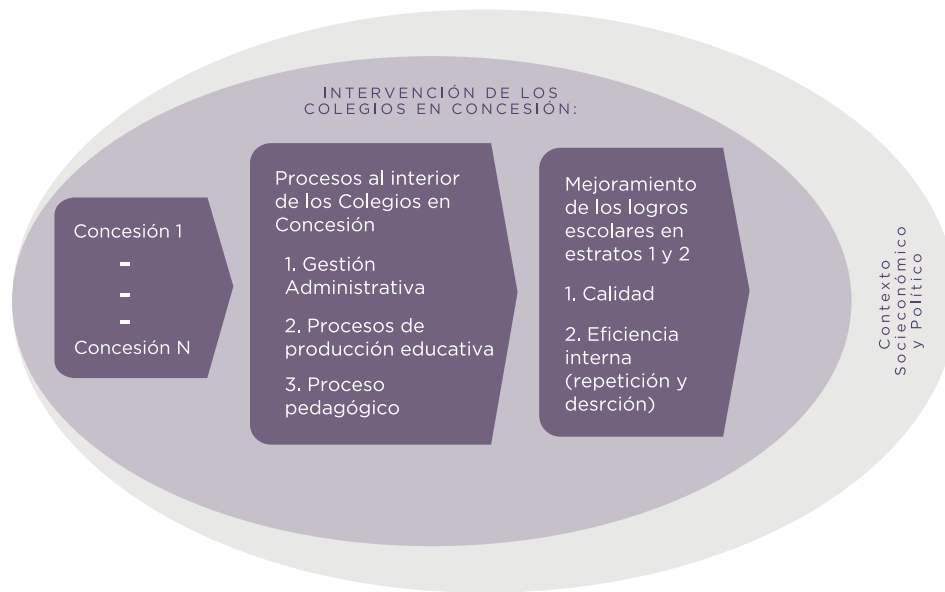 INTERVENCIÓN DE LOS
COLEGIOS EN CONCESIÓN:
Concesión 1
-
-
-
Concesión N
Procesos al interior
de los Colegios en
Concesión
1. Gestión
Administrativa
2. Procesos de
producción educativa
3. Proceso
pedagógico
Mejoramiento
de los logros
escolares en
estratos 1 y 2
1. Calidad
2. Eficiencia
interna
(repetición y
desrción)
Contexto
Socieconómico
y Político